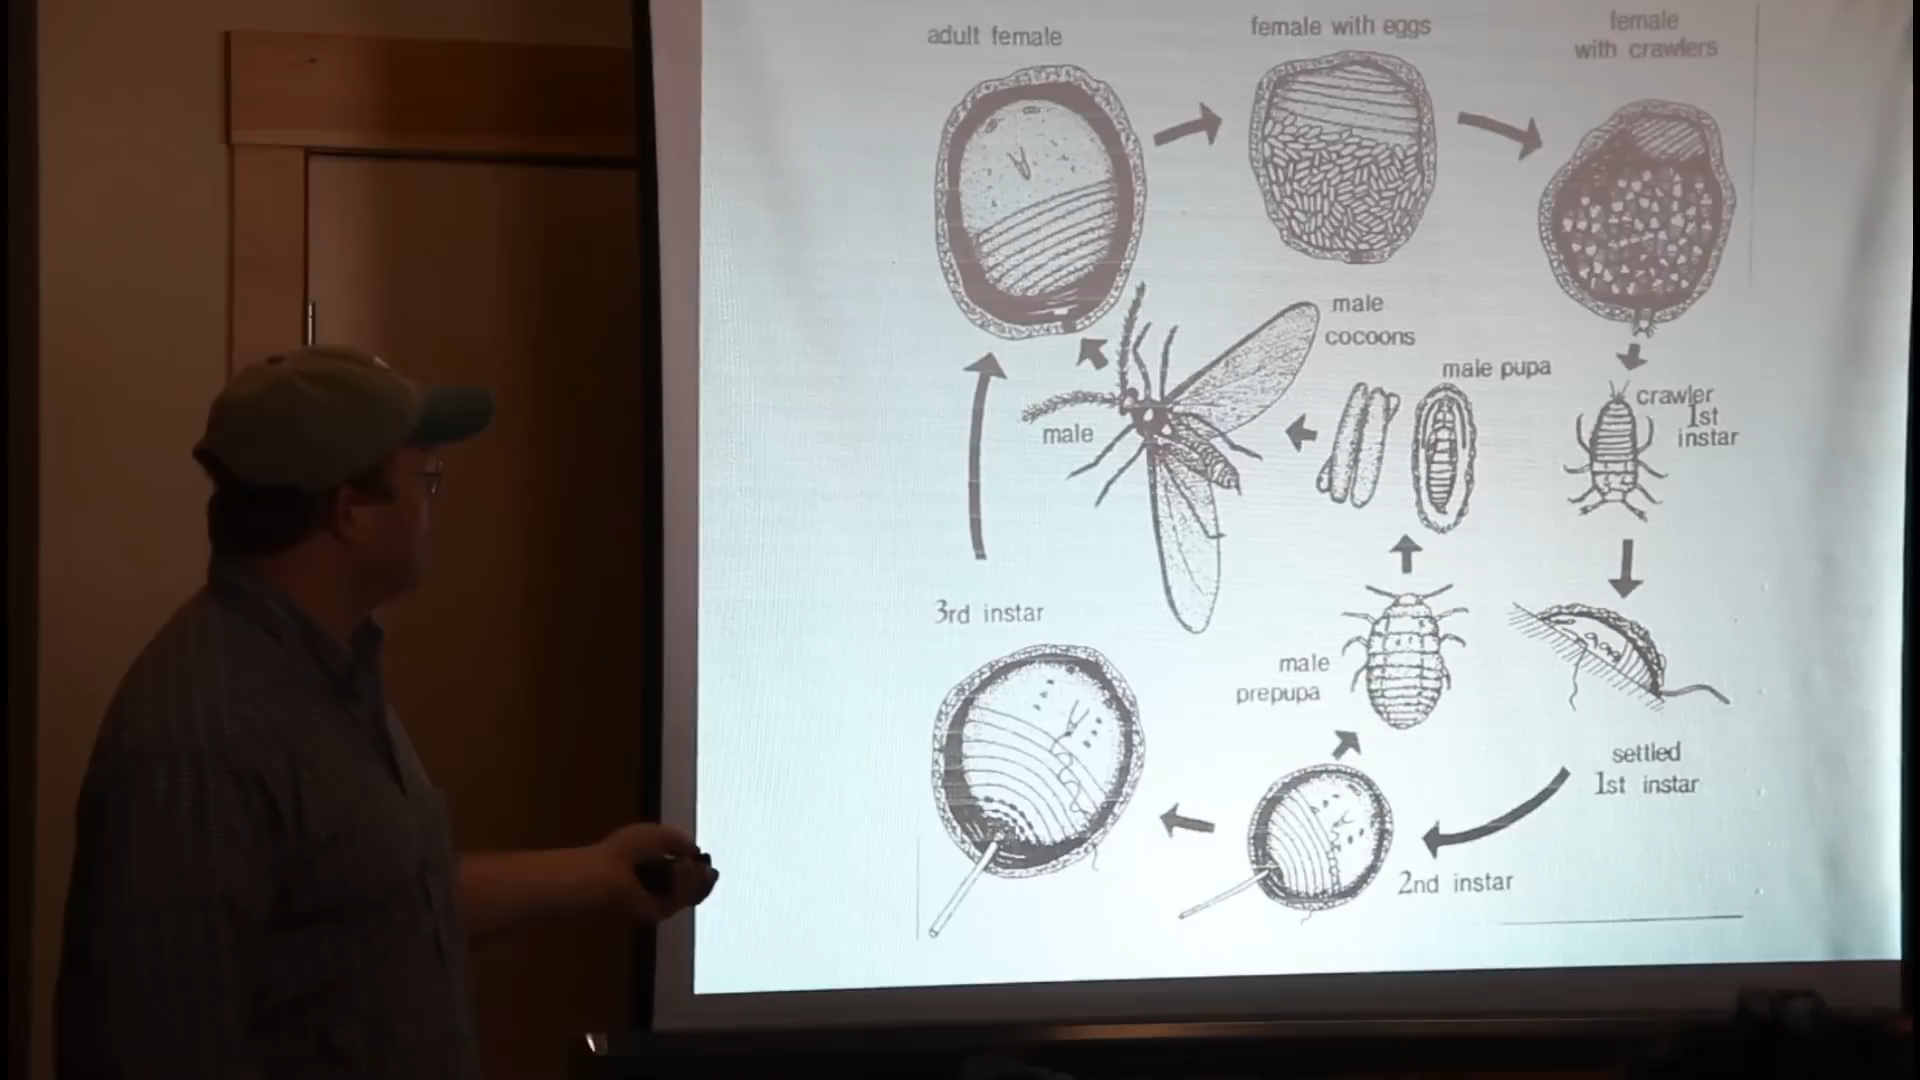 adult female
female with eggs
female
with crawlers
male
cocoons
male pupa
crawler
1st
instar
male
3rd instar
male
prepupa
settled
1st instar
2nd instar